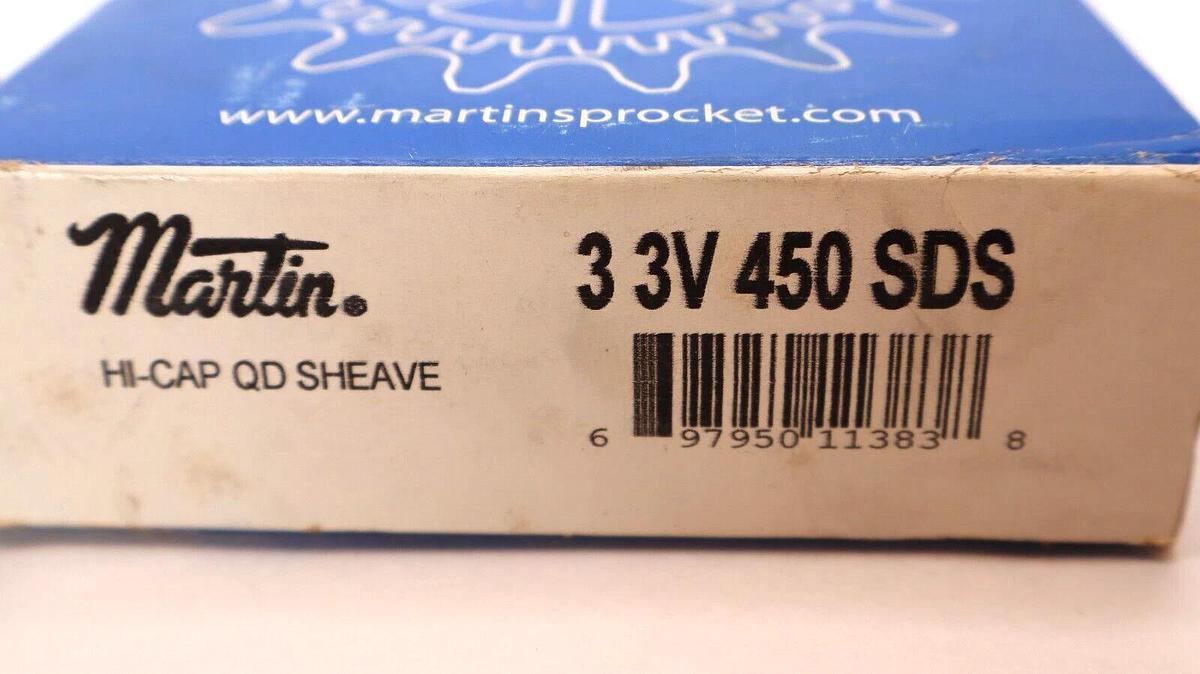 www.martinsprocket.com
Martin®
3 3V 450 SDS
HI-CAP QD SHEAVE
6 97950 11383 8